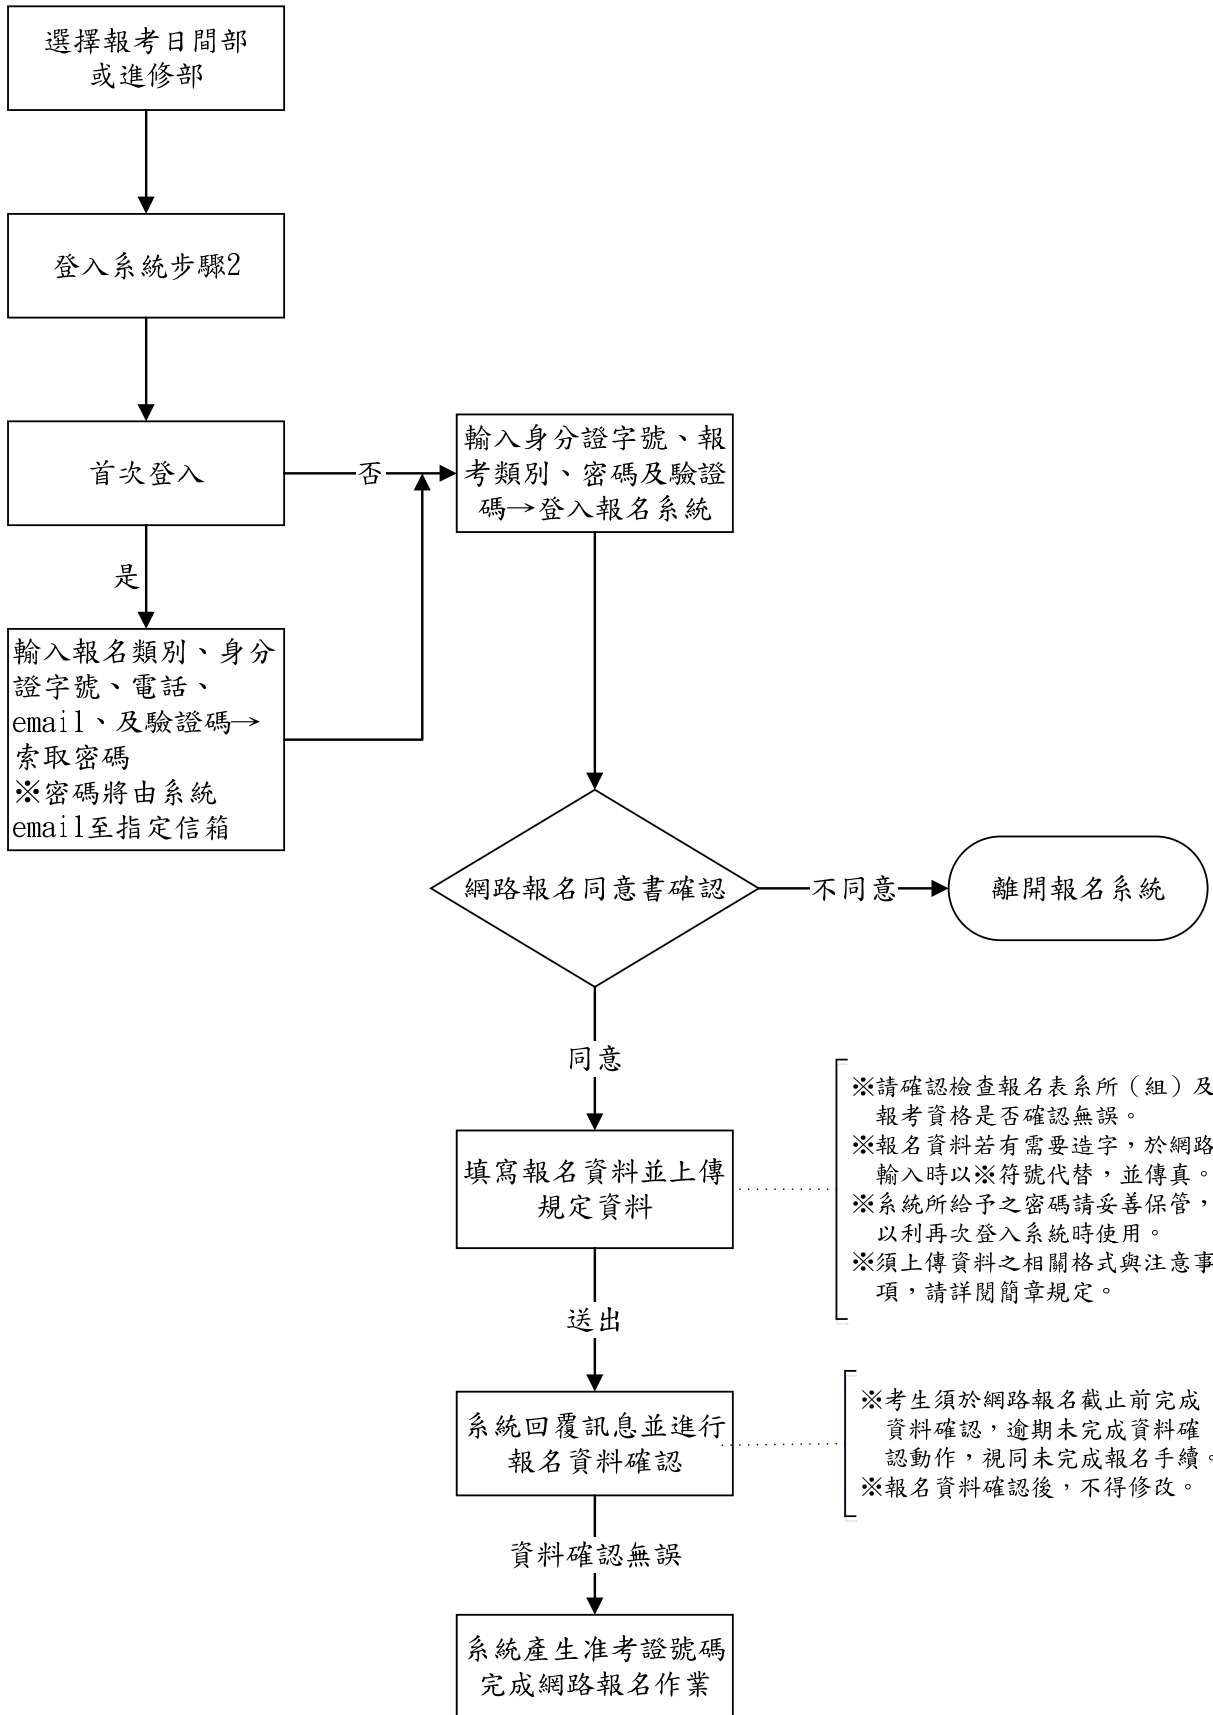 選擇報考日間部
或進修部
登入系統步驟2
首次登入
否
是
輸入報名類別、身分
證字號、電話、
email、及驗證碼→
索取密碼
※密碼將由系統
email至指定信箱
輸入身分證字號、報
考類別、密碼及驗證
碼→登入報名系統
網路報名同意書確認
不同意
離開報名系統
同意
填寫報名資料並上傳
規定資料
※請確認檢查報名表系所（組）及
報考資格是否確認無誤。
※報名資料若有需要造字，於網路
輸入時以※符號代替，並傳真。
※系統所給予之密碼請妥善保管，
以利再次登入系統時使用。
※須上傳資料之相關格式與注意事
項，請詳閱簡章規定。
送出
系統回覆訊息並進行
報名資料確認
※考生須於網路報名截止前完成
資料確認，逾期未完成資料確
認動作，視同未完成報名手續。
※報名資料確認後，不得修改。
資料確認無誤
系統產生准考證號碼
完成網路報名作業